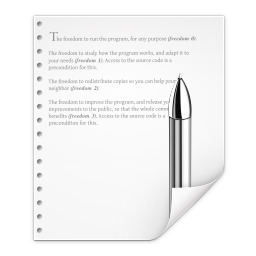 The freedom to run the program, for any purpose (freedom 0).
The freedom to study how the program works, and adapt it to
your needs (freedom 1). Access to the source code is a
precondition for this.
The freedom to redistribute copies so you can help your
neighbor (freedom 2).
The freedom to improve the program, and release your
improvements to the public, so that the whole
benefits (freedom 3). Access to the source code is a
precondition for this.